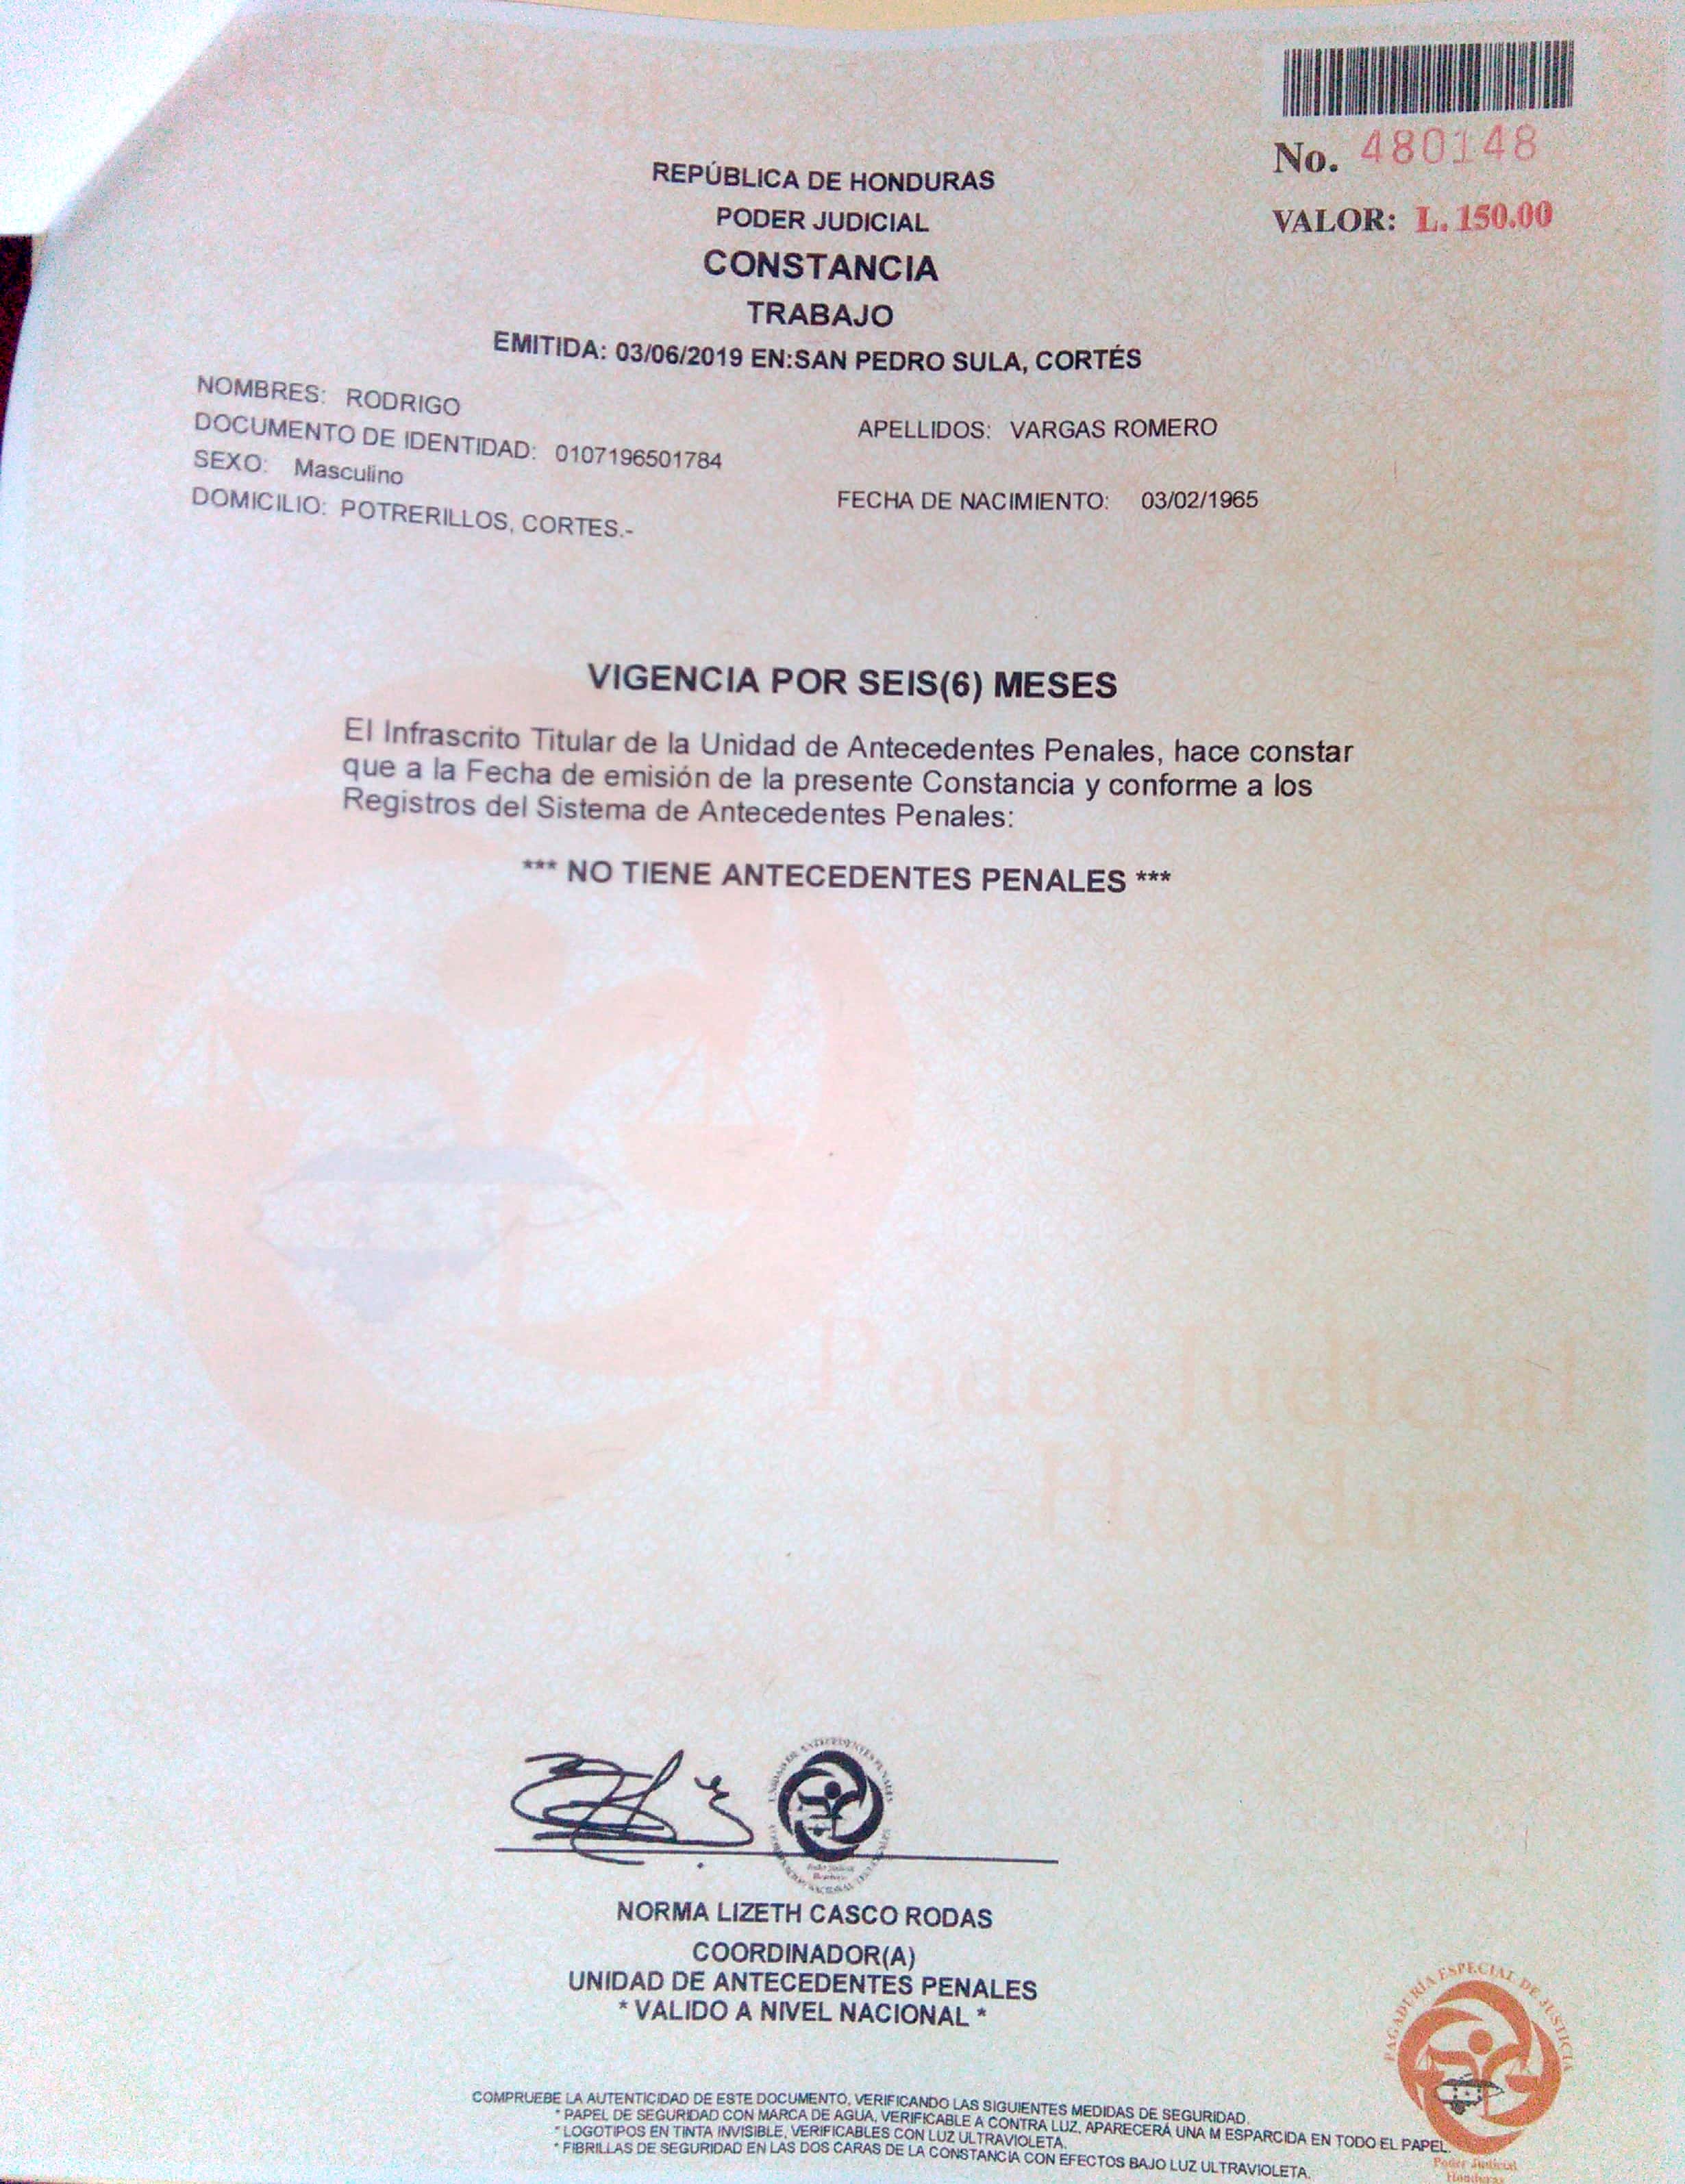 No. 480148
VALOR: L. 150.00
REPÚBLICA DE HONDURAS
PODER JUDICIAL
CONSTANCIA
TRABAJO
EMITIDA: 03/06/2019 EN:SAN PEDRO SULA, CORTÉS
NOMBRES: RODRIGO
APELLIDOS: VARGAS ROMERO
DOCUMENTO DE IDENTIDAD: 0107196501784
SEXO: Masculino
FECHA DE NACIMIENTO: 03/02/1965
DOMICILIO: POTRERILLOS, CORTES.-
VIGENCIA POR SEIS(6) MESES
El Infrascrito Titular de la Unidad de Antecedentes Penales, hace constar
que a la Fecha de emisión de la presente Constancia y conforme a los
Registros del Sistema de Antecedentes Penales:
*** NO TIENE ANTECEDENTES PENALES ***
Poder Judicial
Honduras
Poder Judicial
NORMA LIZETH CASCO RODAS
COORDINADOR(A)
UNIDAD DE ANTECEDENTES PENALES
* VALIDO A NIVEL NACIONAL *
PAGADURÍA ESPECIAL DE JUSTICIA
Poder Judicial
Honduras
COMPRUEBE LA AUTENTICIDAD DE ESTE DOCUMENTO, VERIFICANDO LAS SIGUIENTES MEDIDAS DE SEGURIDAD.
* PAPEL DE SEGURIDAD CON MARCA DE AGUA, VERIFICABLE A CONTRA LUZ, APARECERÁ UNA M ESPARCIDA EN TODO EL PAPEL.
* LOGOTIPOS EN TINTA INVISIBLE, VERIFICABLES CON LUZ ULTRAVIOLETA.
* FIBRILLAS DE SEGURIDAD EN LAS DOS CARAS DE LA CONSTANCIA CON EFECTOS BAJO LUZ ULTRAVIOLETA.